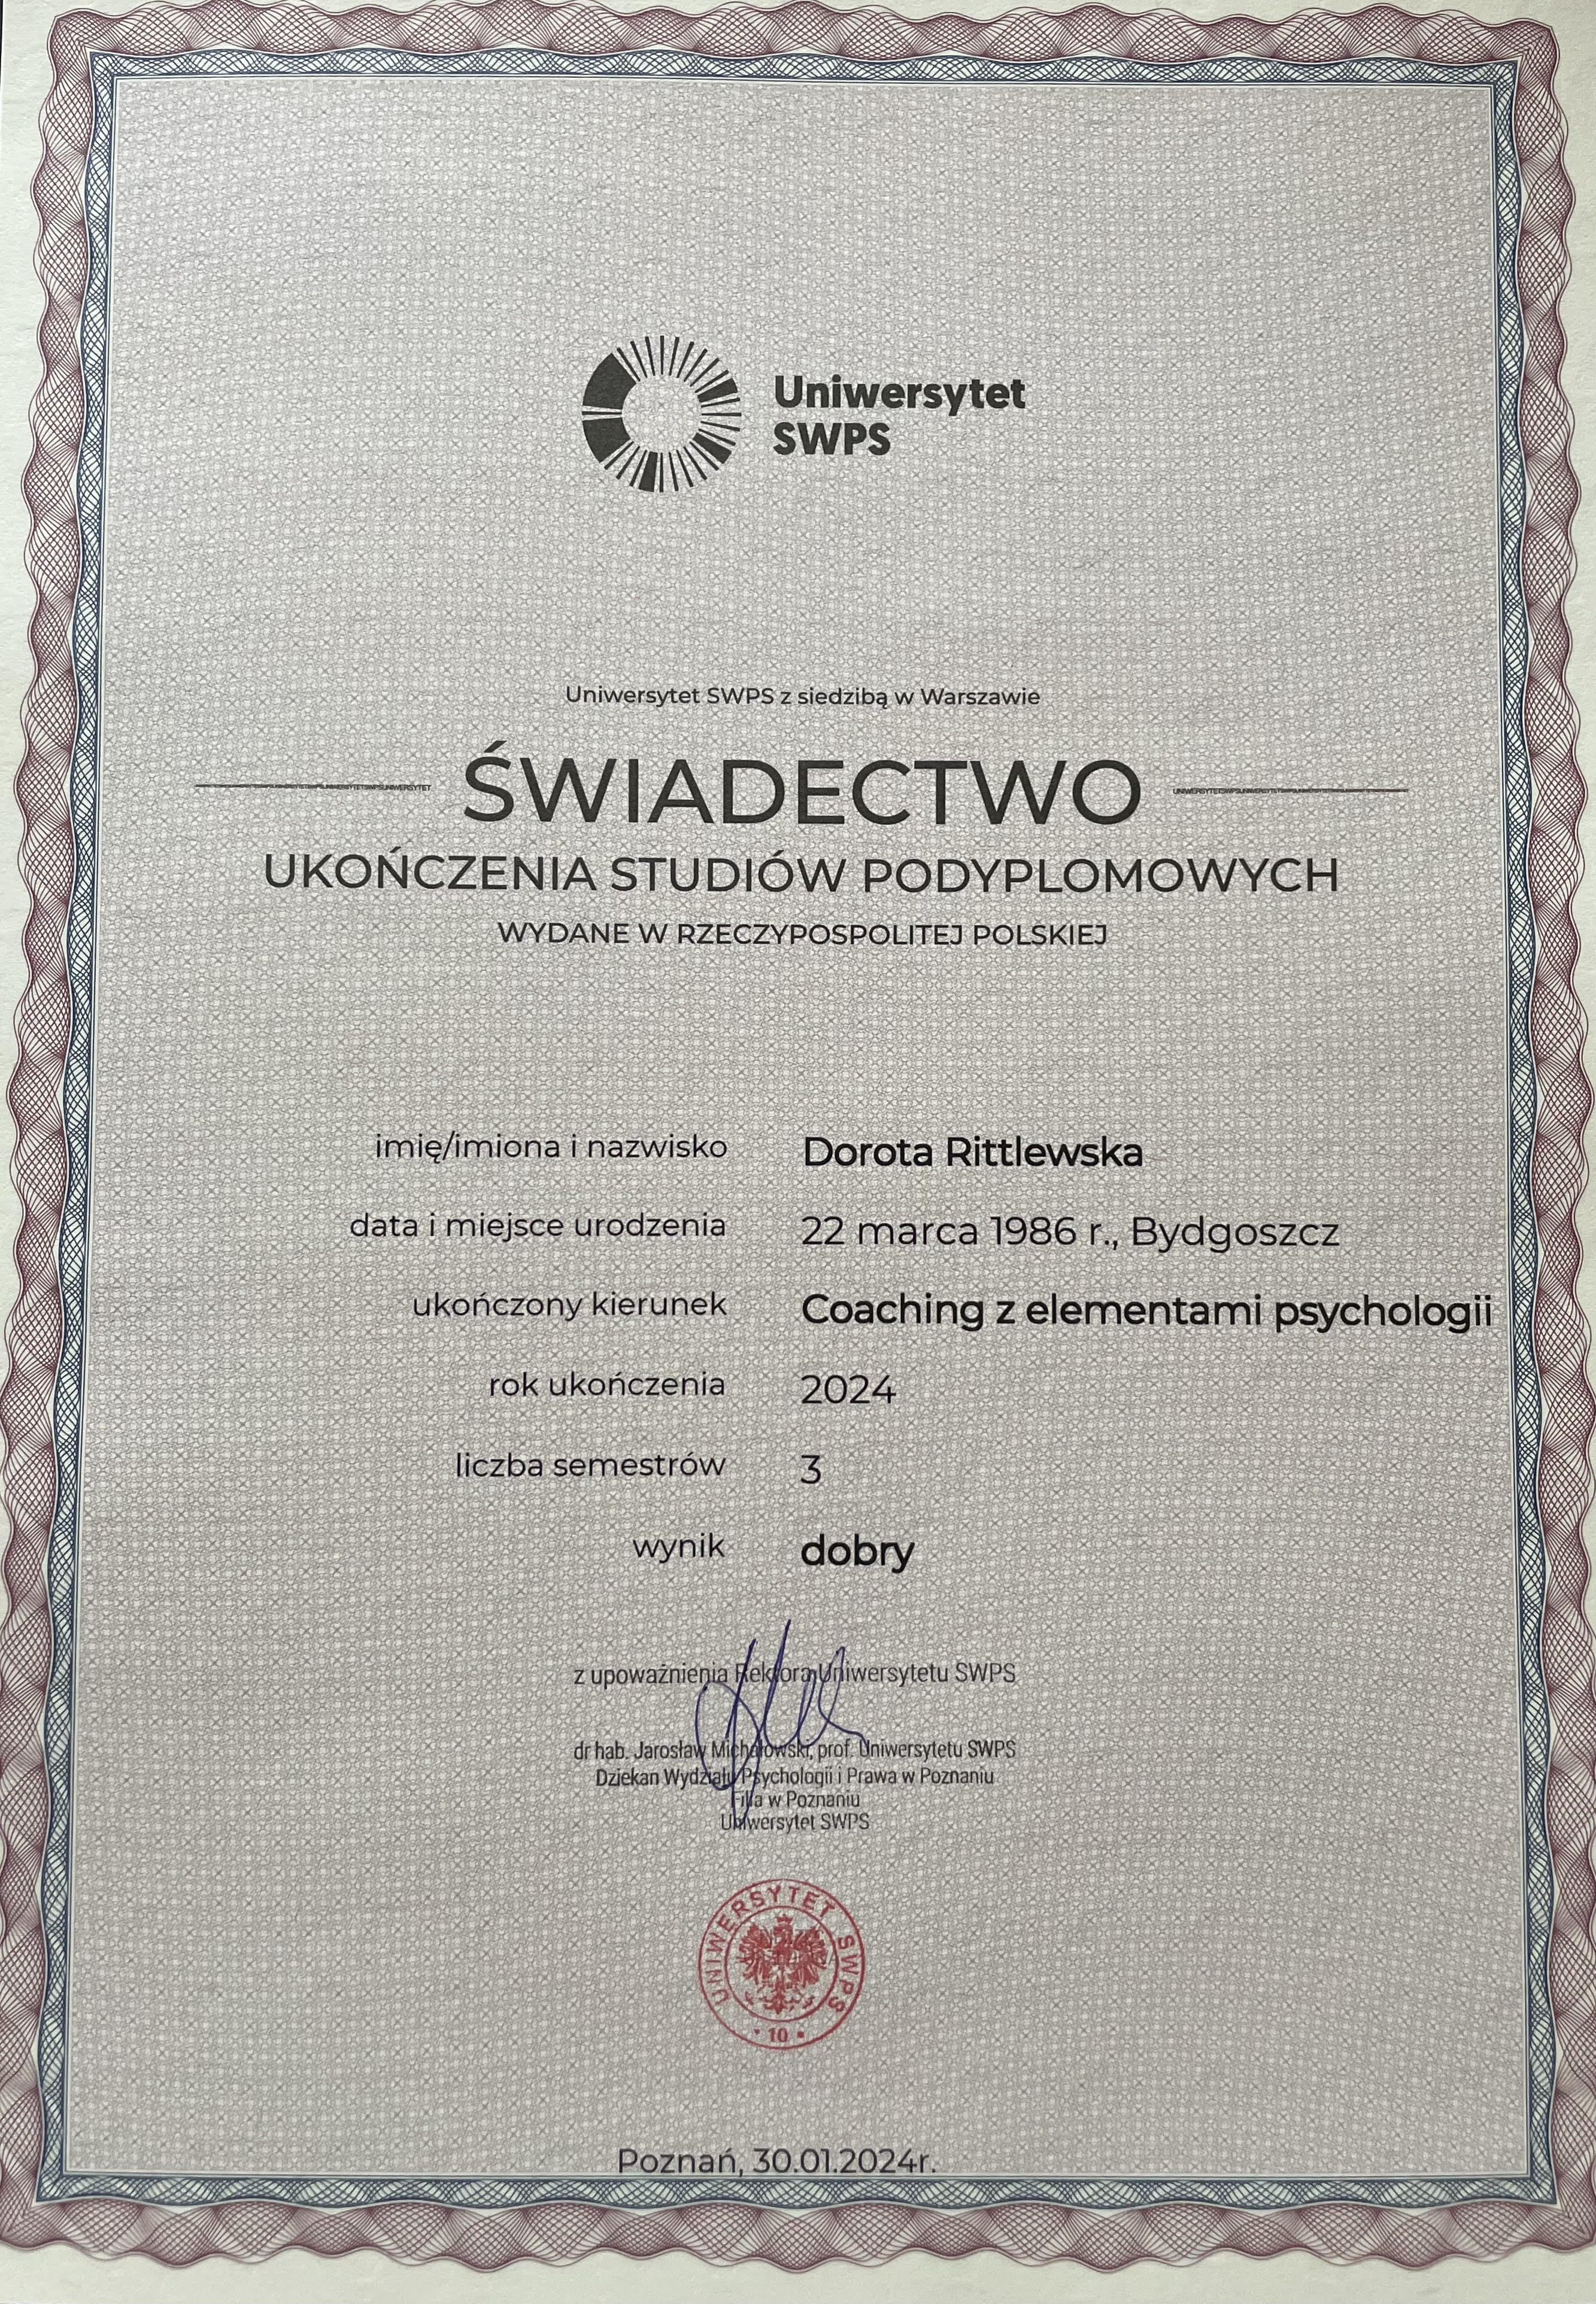 Uniwersytet
SWPS
Uniwersytet SWPS z siedzibą w Warszawie
ŚWIADECTWO
UKOŃCZENIA STUDIÓW PODYPLOMOWYCH
WYDANE W RZECZYPOSPOLITEJ POLSKIEJ
imię/imiona i nazwisko Dorota Rittlewska
data i miejsce urodzenia 22 marca 1986 r., Bydgoszcz
ukończony kierunek Coaching z elementami psychologii
rok ukończenia 2024
liczba semestrów 3
wynik dobry
z upoważnienia Rektora Uniwersytetu SWPS
dr hab. Jarosław Michałowski, prof. Uniwersytetu SWPS
Dziekan Wydziału Psychologii i Prawa w Poznaniu
Filia w Poznaniu
Uniwersytet SWPS
UNIWERSYTET SWPS
* 10 *
Poznań, 30.01.2024r.